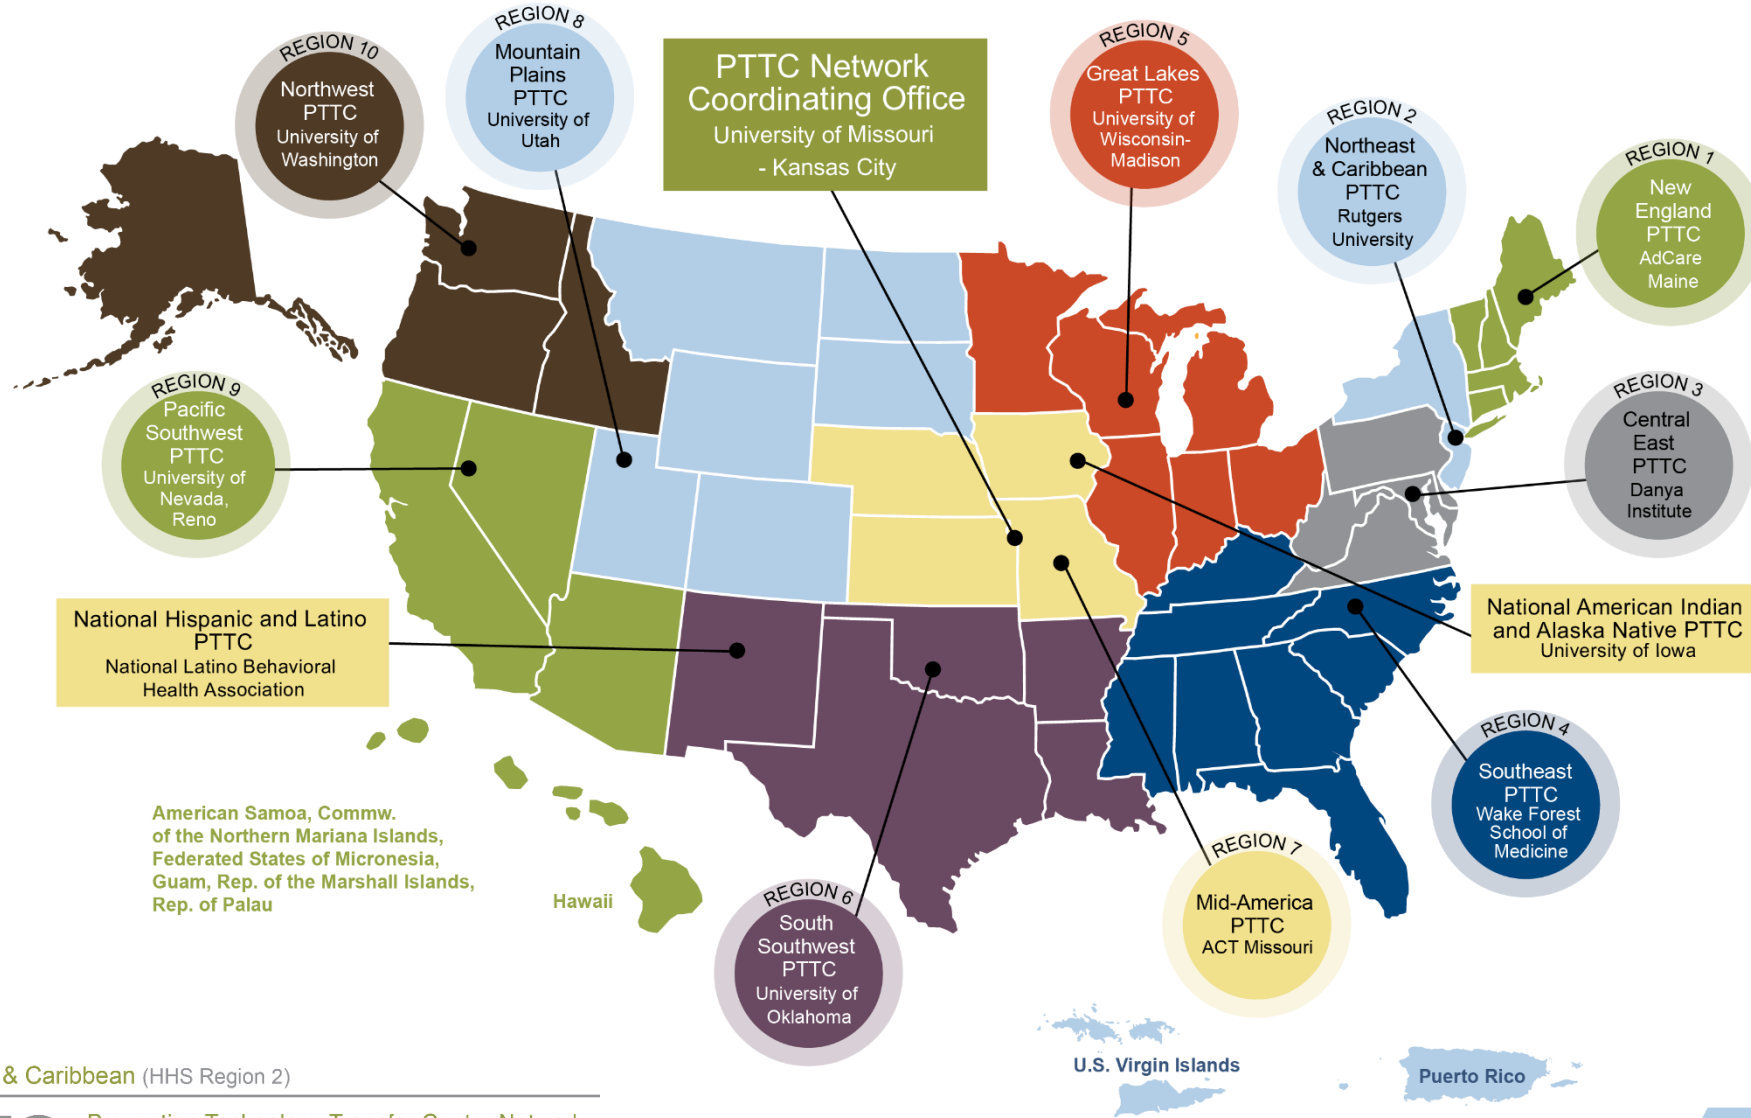 REGION 10
Northwest
PTTC
University of
Washington
REGION 8
Mountain
Plains
PTTC
University of
Utah
PTTC Network
Coordinating Office
University of Missouri
- Kansas City
REGION 5
Great Lakes
PTTC
University of
Wisconsin-
Madison
REGION 2
Northeast
& Caribbean
PTTC
Rutgers
University
REGION 1
New
England
PTTC
AdCare
Maine
REGION 9
Pacific
Southwest
PTTC
University of
Nevada,
Reno
REGION 3
Central
East
PTTC
Danya
Institute
National Hispanic and Latino
PTTC
National Latino Behavioral
Health Association
National American Indian
and Alaska Native PTTC
University of Iowa
REGION 4
Southeast
PTTC
Wake Forest
School of
Medicine
American Samoa, Commw.
of the Northern Mariana Islands,
Federated States of Micronesia,
Guam, Rep. of the Marshall Islands,
Rep. of Palau
Hawaii
REGION 6
South
Southwest
PTTC
University of
Oklahoma
REGION 7
Mid-America
PTTC
ACT Missouri
U.S. Virgin Islands
Puerto Rico
& Caribbean (HHS Region 2)
Prevention Technology Transfer Center Network